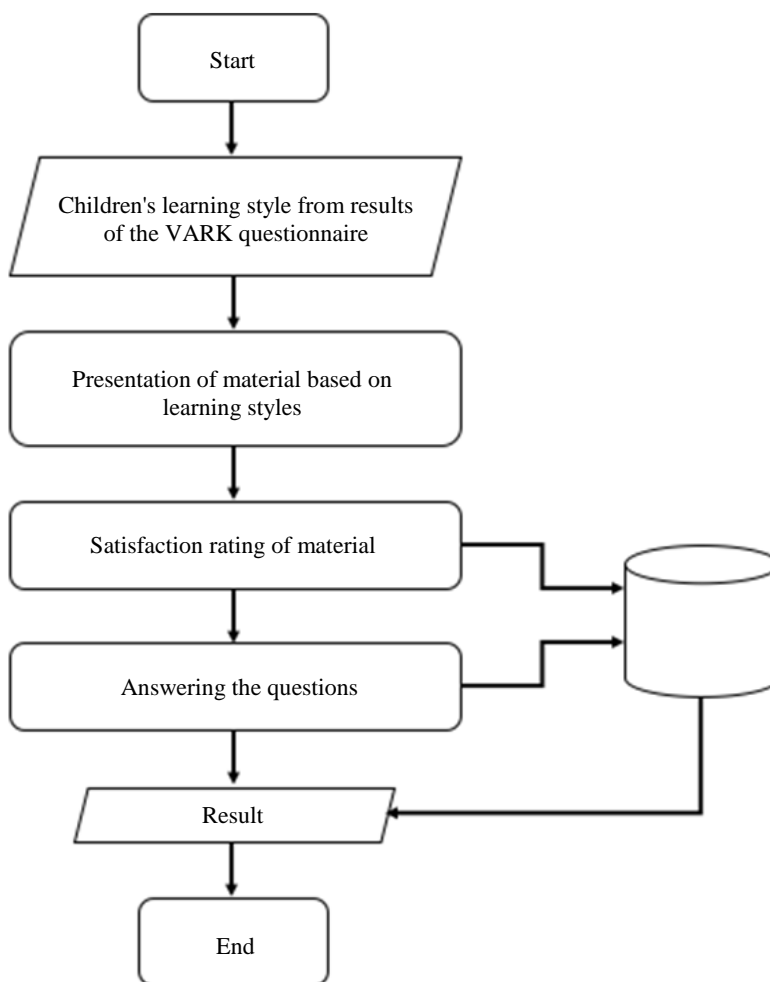 Start
Children's learning style from results
of the VARK questionnaire
Presentation of material based on
learning styles
Satisfaction rating of material
Answering the questions
Result
End